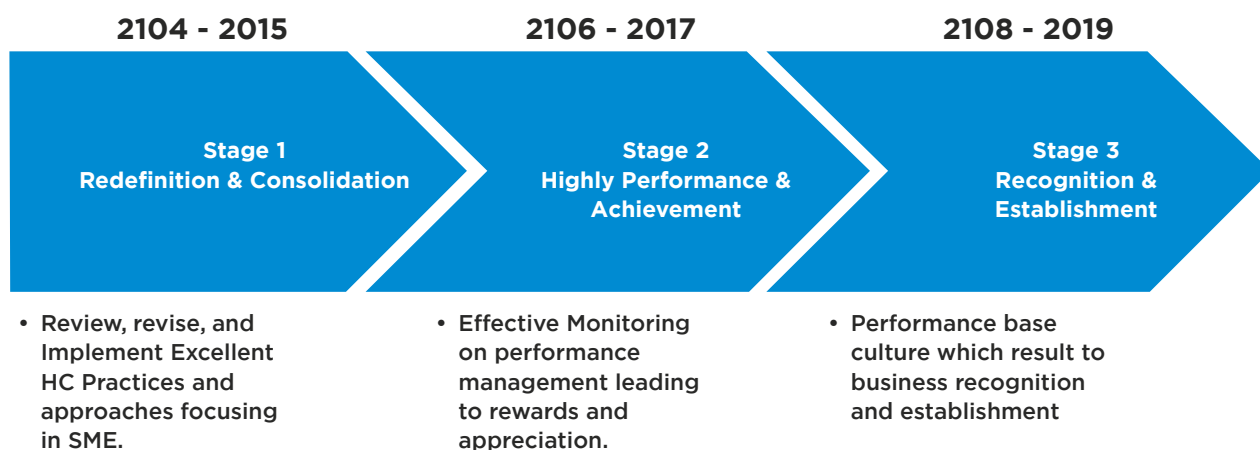 2104 - 2015
2106 - 2017
2108 - 2019
Stage 1
Redefinition & Consolidation
Stage 2
Highly Performance &
Achievement
Stage 3
Recognition &
Establishment
• Review, revise, and
Implement Excellent
HC Practices and
approaches focusing
in SME.
• Effective Monitoring
on performance
management leading
to rewards and
appreciation.
• Performance base
culture which result to
business recognition
and establishment